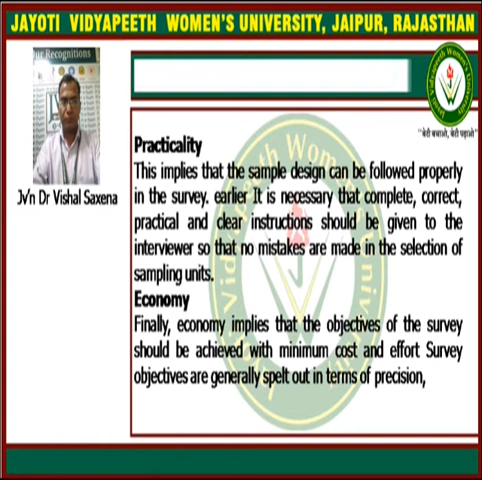 JAYOTI VIDYAPEETH WOMEN'S UNIVERSITY, JAIPUR, RAJASTHAN
ur Recognitions
"बेटी बचाओ, बेटी पढ़ाओ"
Jv'n Dr Vishal Saxena
Practicality
This implies that the sample design can be followed properly
in the survey. earlier It is necessary that complete, correct,
practical and clear instructions should be given to the
interviewer so that no mistakes are made in the selection of
sampling units.
Economy
Finally, economy implies that the objectives of the survey
should be achieved with minimum cost and effort Survey
objectives are generally spelt out in terms of precision,